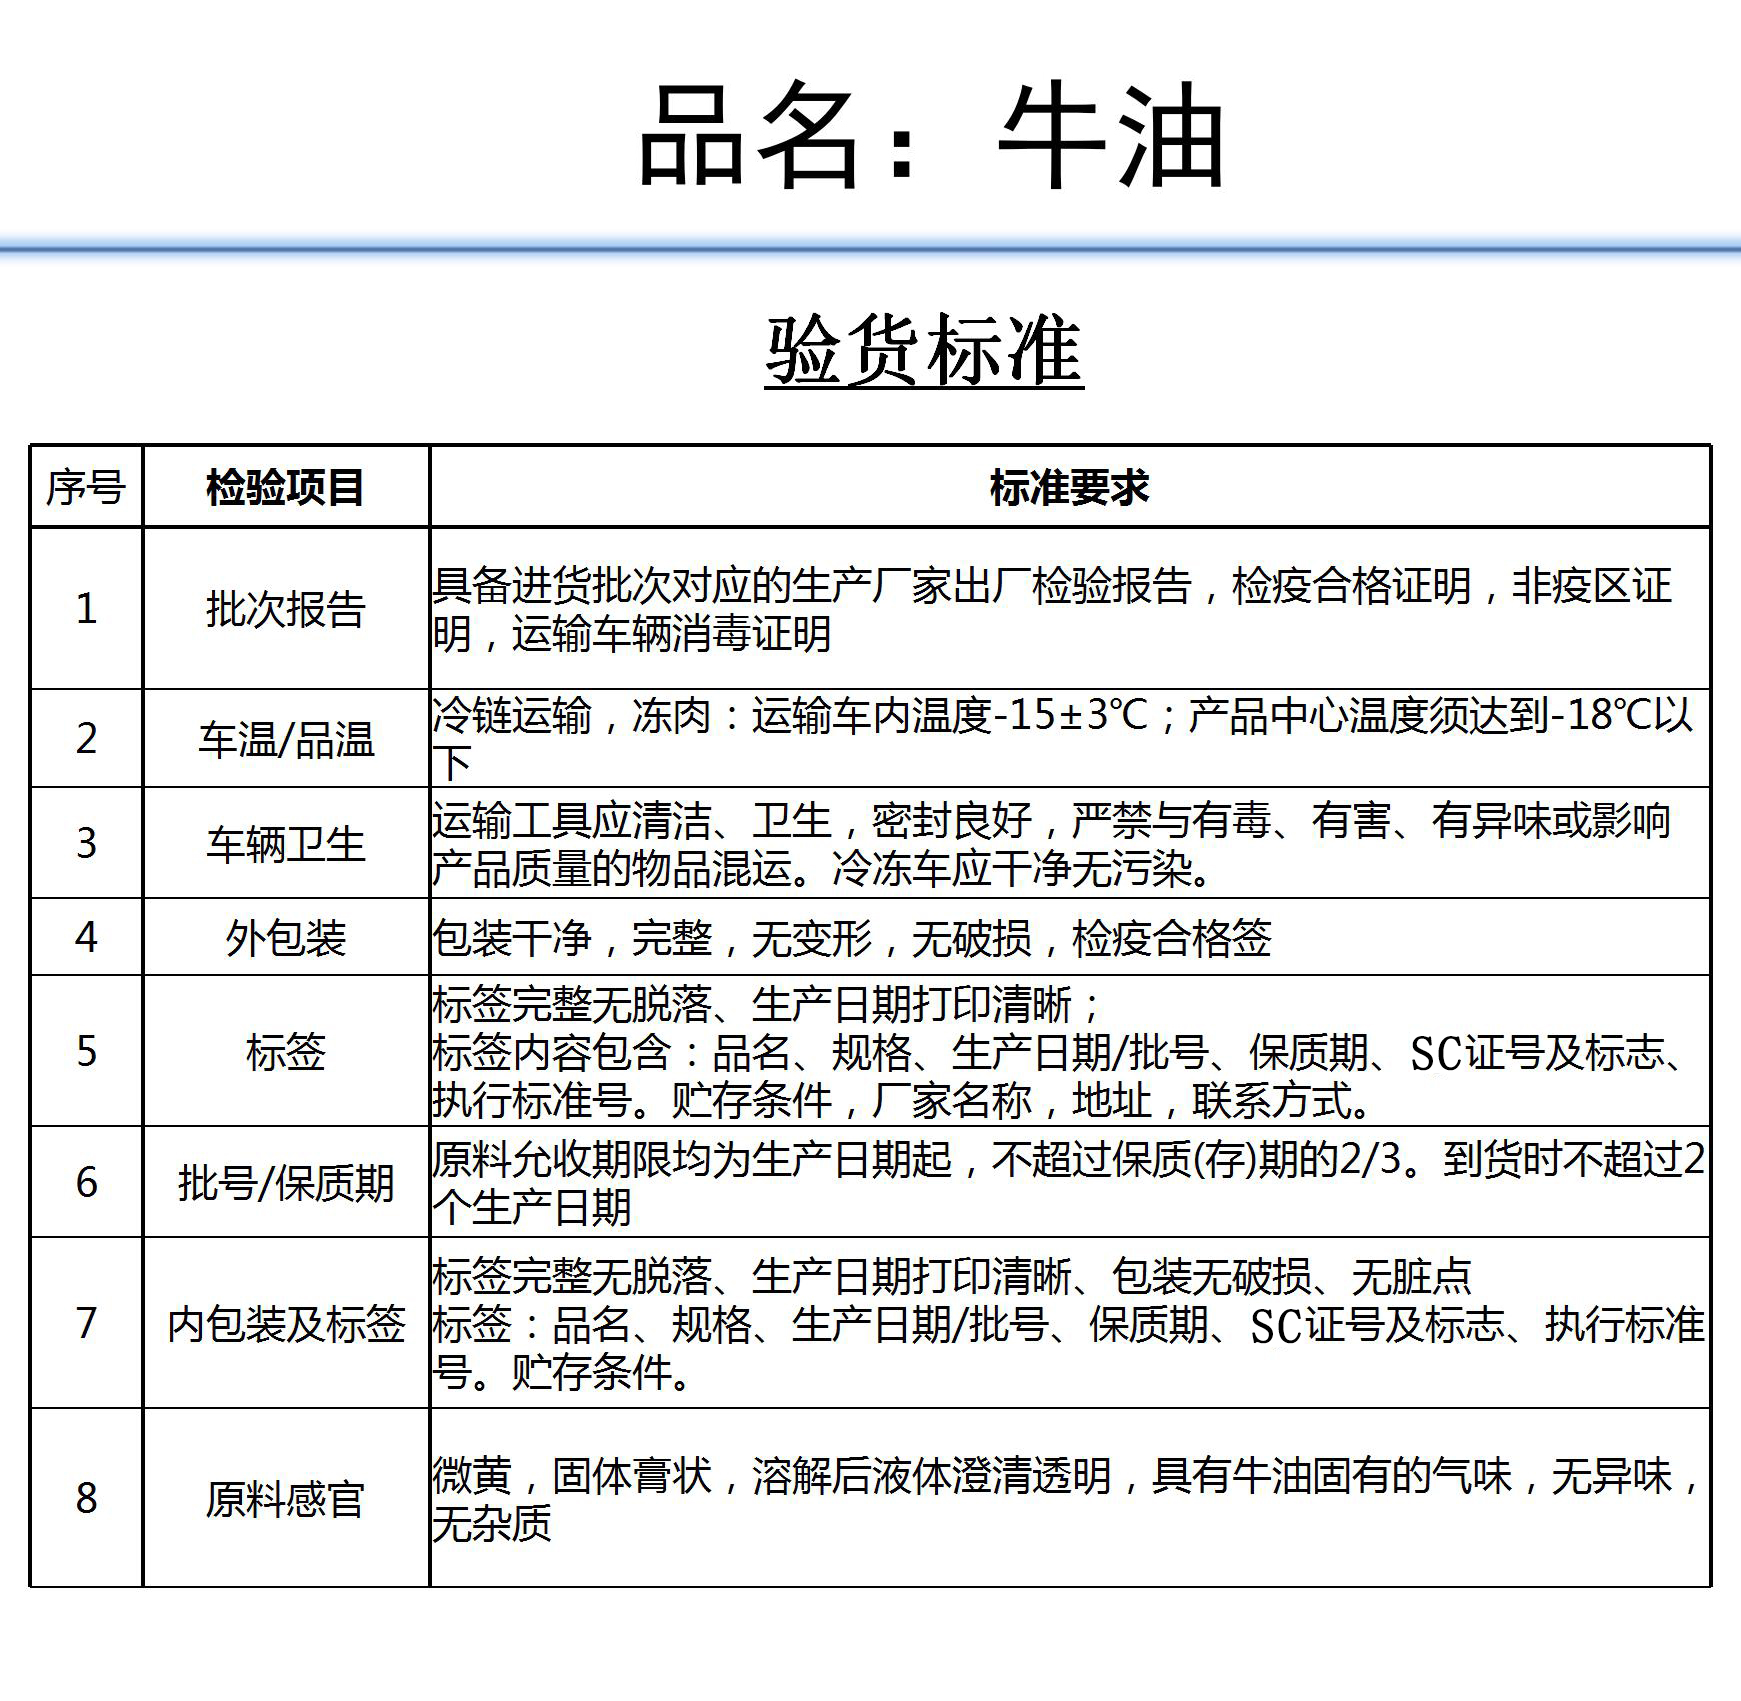 品名：牛油
验货标准
序号 检验项目 标准要求
1 批次报告 具备进货批次对应的生产厂家出厂检验报告，检疫合格证明，非疫区证
明，运输车辆消毒证明
2 车温/品温 冷链运输，冻肉：运输车内温度-15±3℃；产品中心温度须达到-18℃以
下
3 车辆卫生 运输工具应清洁、卫生，密封良好，严禁与有毒、有害、有异味或影响
产品质量的物品混运。冷冻车应干净无污染。
4 外包装 包装干净，完整，无变形，无破损，检疫合格签
5 标签 标签完整无脱落、生产日期打印清晰；
标签内容包含：品名、规格、生产日期/批号、保质期、SC证号及标志、
执行标准号。贮存条件，厂家名称，地址，联系方式。
6 批号/保质期 原料允收期限均为生产日期起，不超过保质(存)期的2/3。到货时不超过2
个生产日期
7 内包装及标签 标签完整无脱落、生产日期打印清晰、包装无破损、无脏点
标签：品名、规格、生产日期/批号、保质期、SC证号及标志、执行标准
号。贮存条件。
8 原料感官 微黄，固体膏状，溶解后液体澄清透明，具有牛油固有的气味，无异味，
无杂质